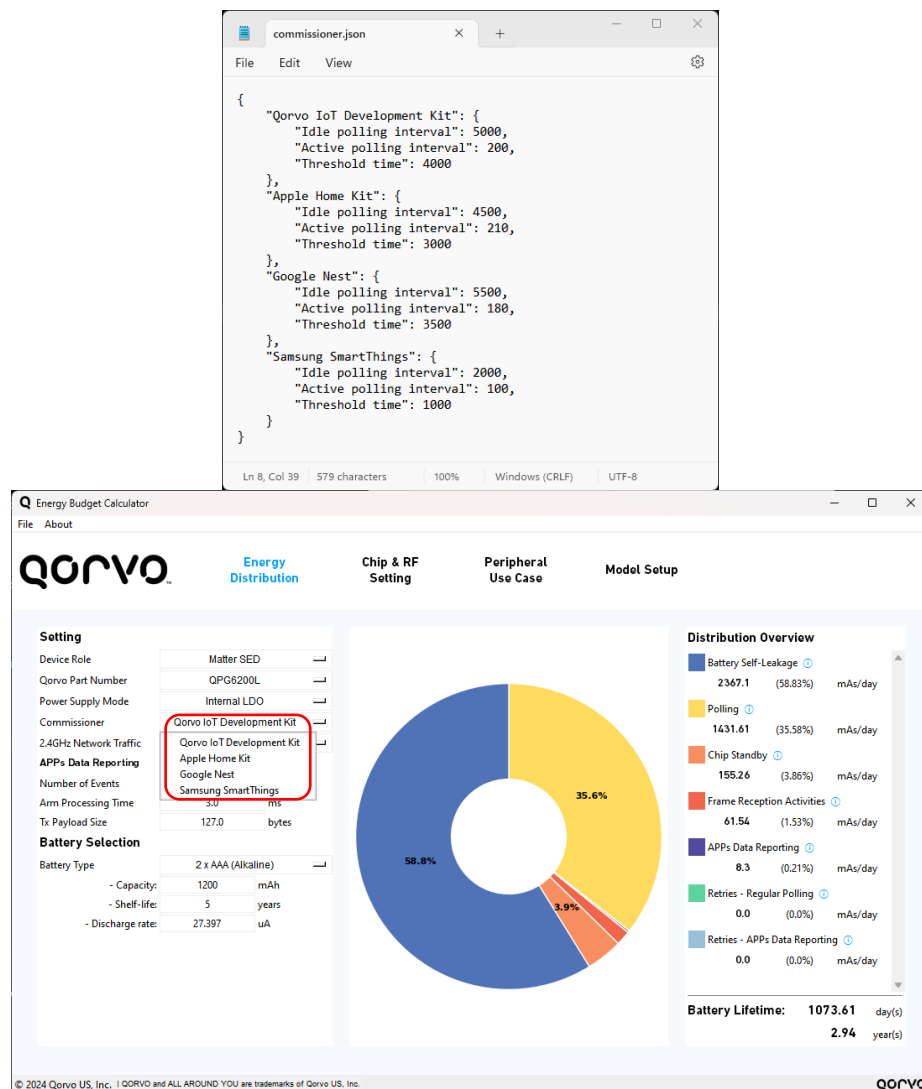 commissioner.json
File Edit View
{
"Qorvo IoT Development Kit": {
"Idle polling interval": 5000,
"Active polling interval": 200,
"Threshold time": 4000
},
"Apple Home Kit": {
"Idle polling interval": 4500,
"Active polling interval": 210,
"Threshold time": 3000
},
"Google Nest": {
"Idle polling interval": 5500,
"Active polling interval": 180,
"Threshold time": 3500
},
"Samsung SmartThings": {
"Idle polling interval": 2000,
"Active polling interval": 100,
"Threshold time": 1000
}
}
Ln 8, Col 39 579 characters 100% Windows (CRLF) UTF-8
Energy Budget Calculator
File About
QORVO
Energy Distribution
Chip & RF Setting
Peripheral Use Case
Model Setup
Setting
Device Role Matter SED
Qorvo Part Number QPG6200L
Power Supply Mode Internal LDO
Commissioner Qorvo IoT Development Kit
2.4GHz Network Traffic
Qorvo IoT Development Kit
Apple Home Kit
Google Nest
Samsung SmartThings
APPs Data Reporting
Number of Events
Arm Processing Time 3.0 ms
Tx Payload Size 127.0 bytes
Battery Selection
Battery Type 2 x AAA (Alkaline)
- Capacity: 1200 mAh
- Shelf-life: 5 years
- Discharge rate: 27.397 uA
58.8%
35.6%
3.9%
Distribution Overview
Battery Self-Leakage
2367.1 (58.83%) mAs/day
Polling
1431.61 (35.58%) mAs/day
Chip Standby
155.26 (3.86%) mAs/day
Frame Reception Activities
61.54 (1.53%) mAs/day
APPs Data Reporting
8.3 (0.21%) mAs/day
Retries - Regular Polling
0.0 (0.0%) mAs/day
Retries - APPs Data Reporting
0.0 (0.0%) mAs/day
Battery Lifetime: 1073.61 day(s)
2.94 year(s)
© 2024 Qorvo US, Inc. | QORVO and ALL AROUND YOU are trademarks of Qorvo US, Inc.
QORVO